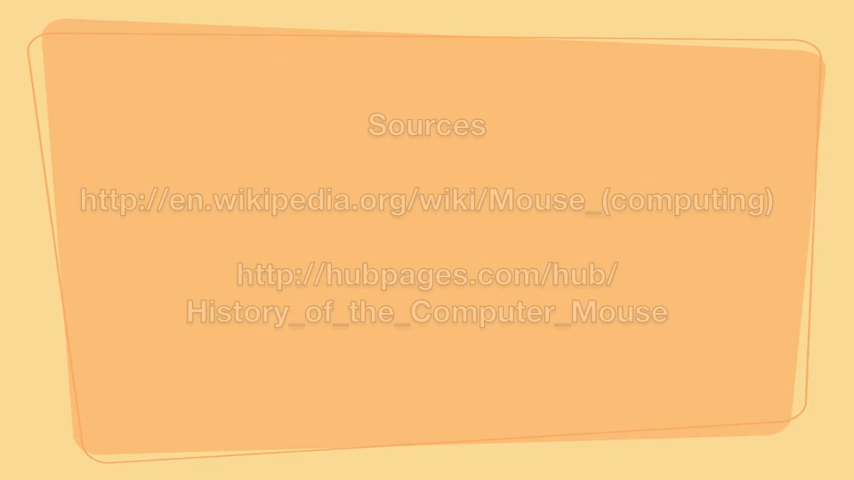 Sources
http://en.wikipedia.org/wiki/Mouse_(computing)
http://hubpages.com/hub/
History_of_the_Computer_Mouse